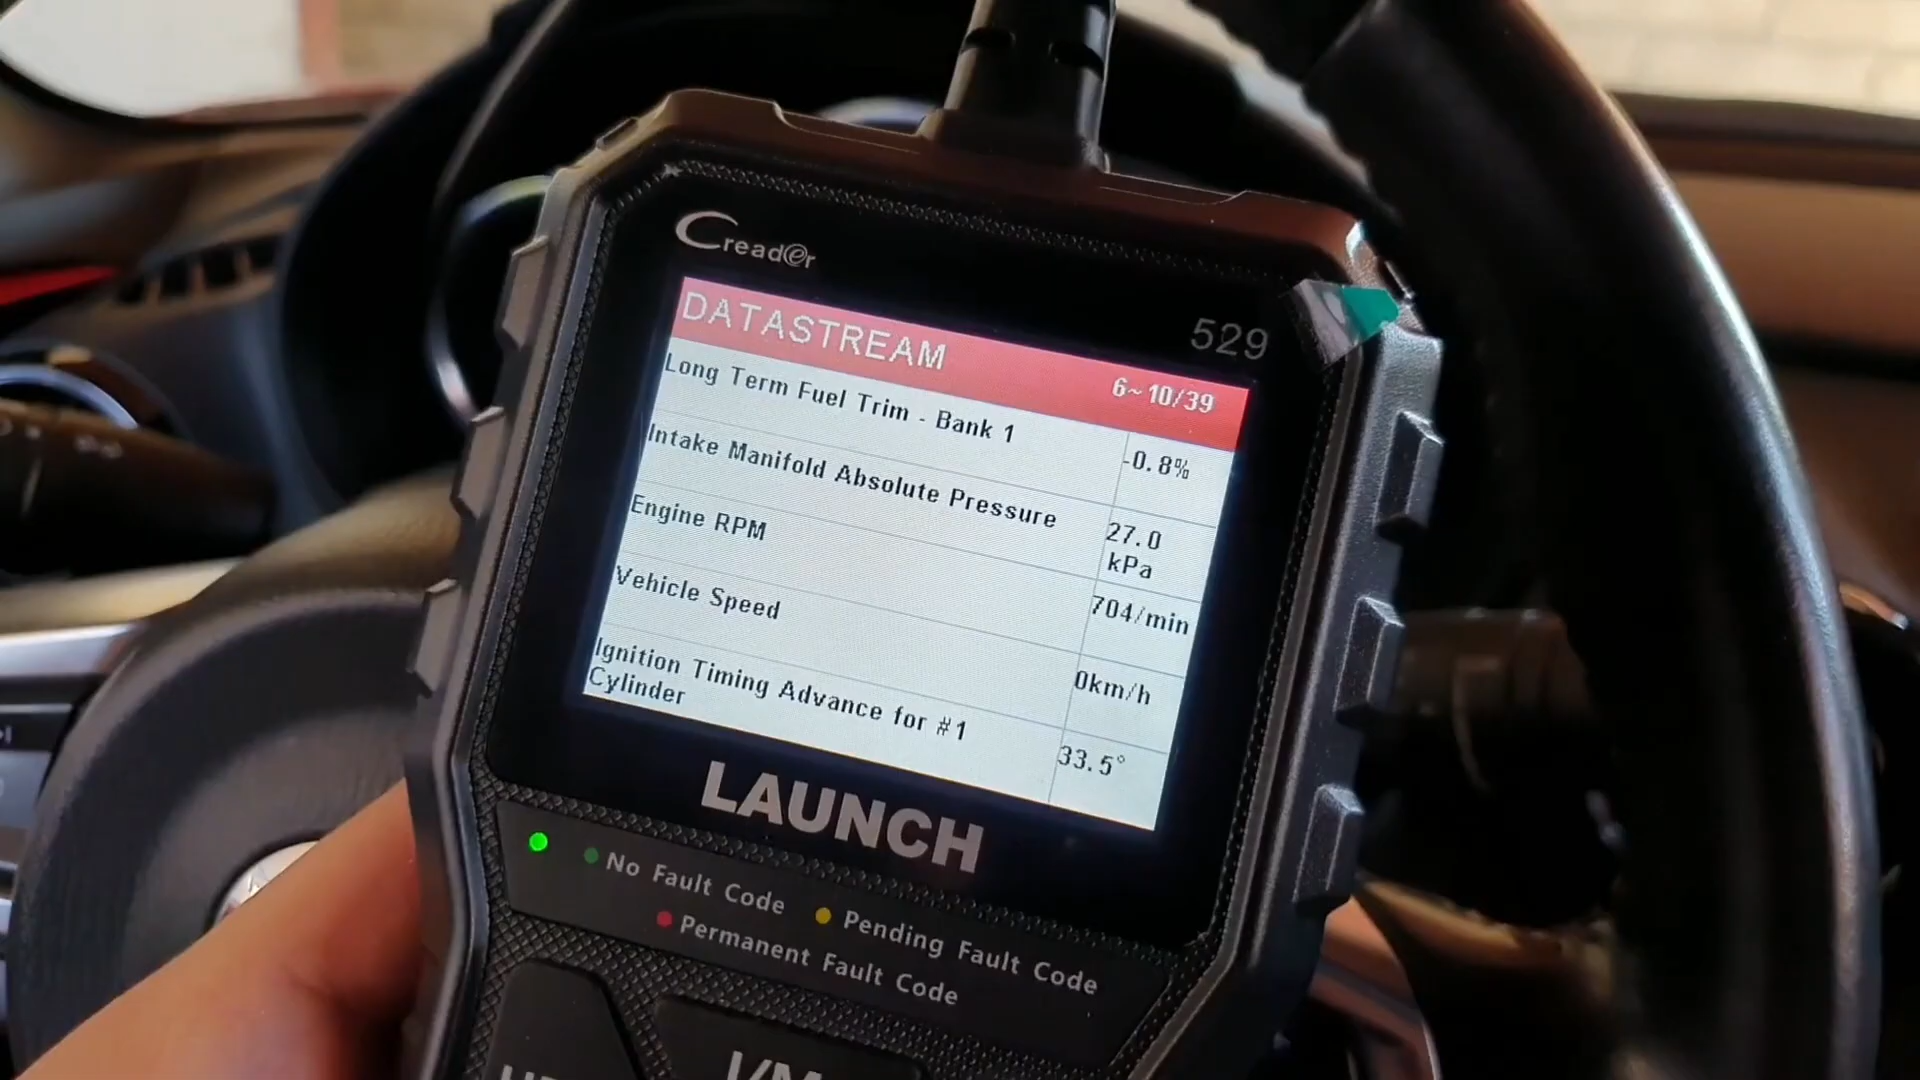 Creader
529
DATASTREAM 6~10/39
Long Term Fuel Trim - Bank 1 -0.8%
Intake Manifold Absolute Pressure 27.0
kPa
Engine RPM 704/min
Vehicle Speed 0km/h
Ignition Timing Advance for #1
Cylinder 33.5°
LAUNCH
No Fault Code Pending Fault Code
Permanent Fault Code
I/M